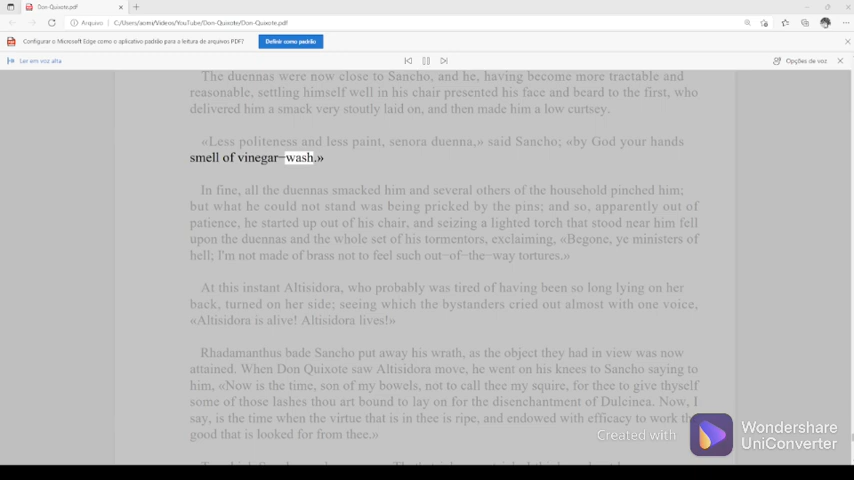 Don-Quixote.pdf
Arquivo C:/Users/acres/Videos/YouTube/Don-Quixote/Don-Quixote.pdf
Configurar o Microsoft Edge como o aplicativo padrão para a leitura de arquivos PDF? Definir como padrão
Ler em voz alta Opções de voz
The duennas were now close to Sancho, and he, having become more tractable and
reasonable, settling himself well in his chair presented his face and beard to the first, who
delivered him a smack very stoutly laid on, and then made him a low curtsey.
«Less politeness and less paint, senora duenna,» said Sancho; «by God your hands
smell of vinegar-wash.»
In fine, all the duennas smacked him and several others of the household pinched him;
but what he could not stand was being pricked by the pins; and so, apparently out of
patience, he started up out of his chair, and seizing a lighted torch that stood near him fell
upon the duennas and the whole set of his tormentors, exclaiming, «Begone, ye ministers of
hell; I'm not made of brass not to feel such out-of-the-way tortures.»
At this instant Altisidora, who probably was tired of having been so long lying on her
back, turned on her side; seeing which the bystanders cried out almost with one voice,
«Altisidora is alive! Altisidora lives!»
Rhadamanthus bade Sancho put away his wrath, as the object they had in view was now
attained. When Don Quixote saw Altisidora move, he went on his knees to Sancho saying to
him, «Now is the time, son of my bowels, not to call thee my squire, for thee to give thyself
some of those lashes thou art bound to lay on for the disenchantment of Dulcinea. Now, I
say, is the time when the virtue that is in thee is ripe, and endowed with efficacy to work the
good that is looked for from thee.»
Created with Wondershare
UniConverter